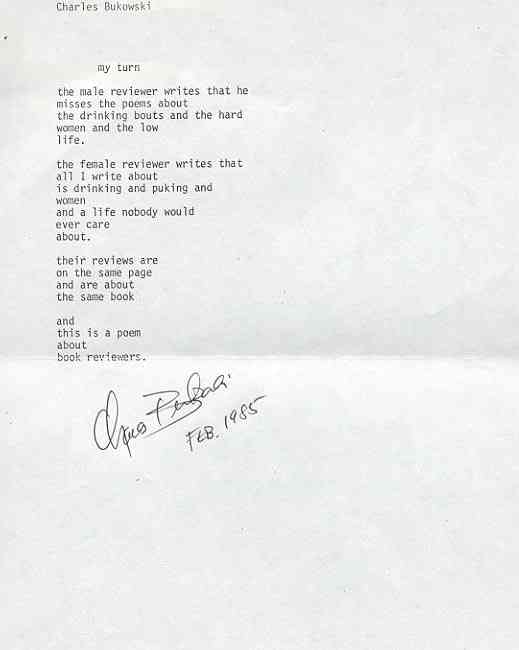 Charles Bukowski
my turn
the male reviewer writes that he
misses the poems about
the drinking bouts and the hard
women and the low
life.
the female reviewer writes that
all I write about
is drinking and puking and
women
and a life nobody would
ever care
about.
their reviews are
on the same page
and are about
the same book
and
this is a poem
about
book reviewers.
Charles Bukowski
FEB. 1985